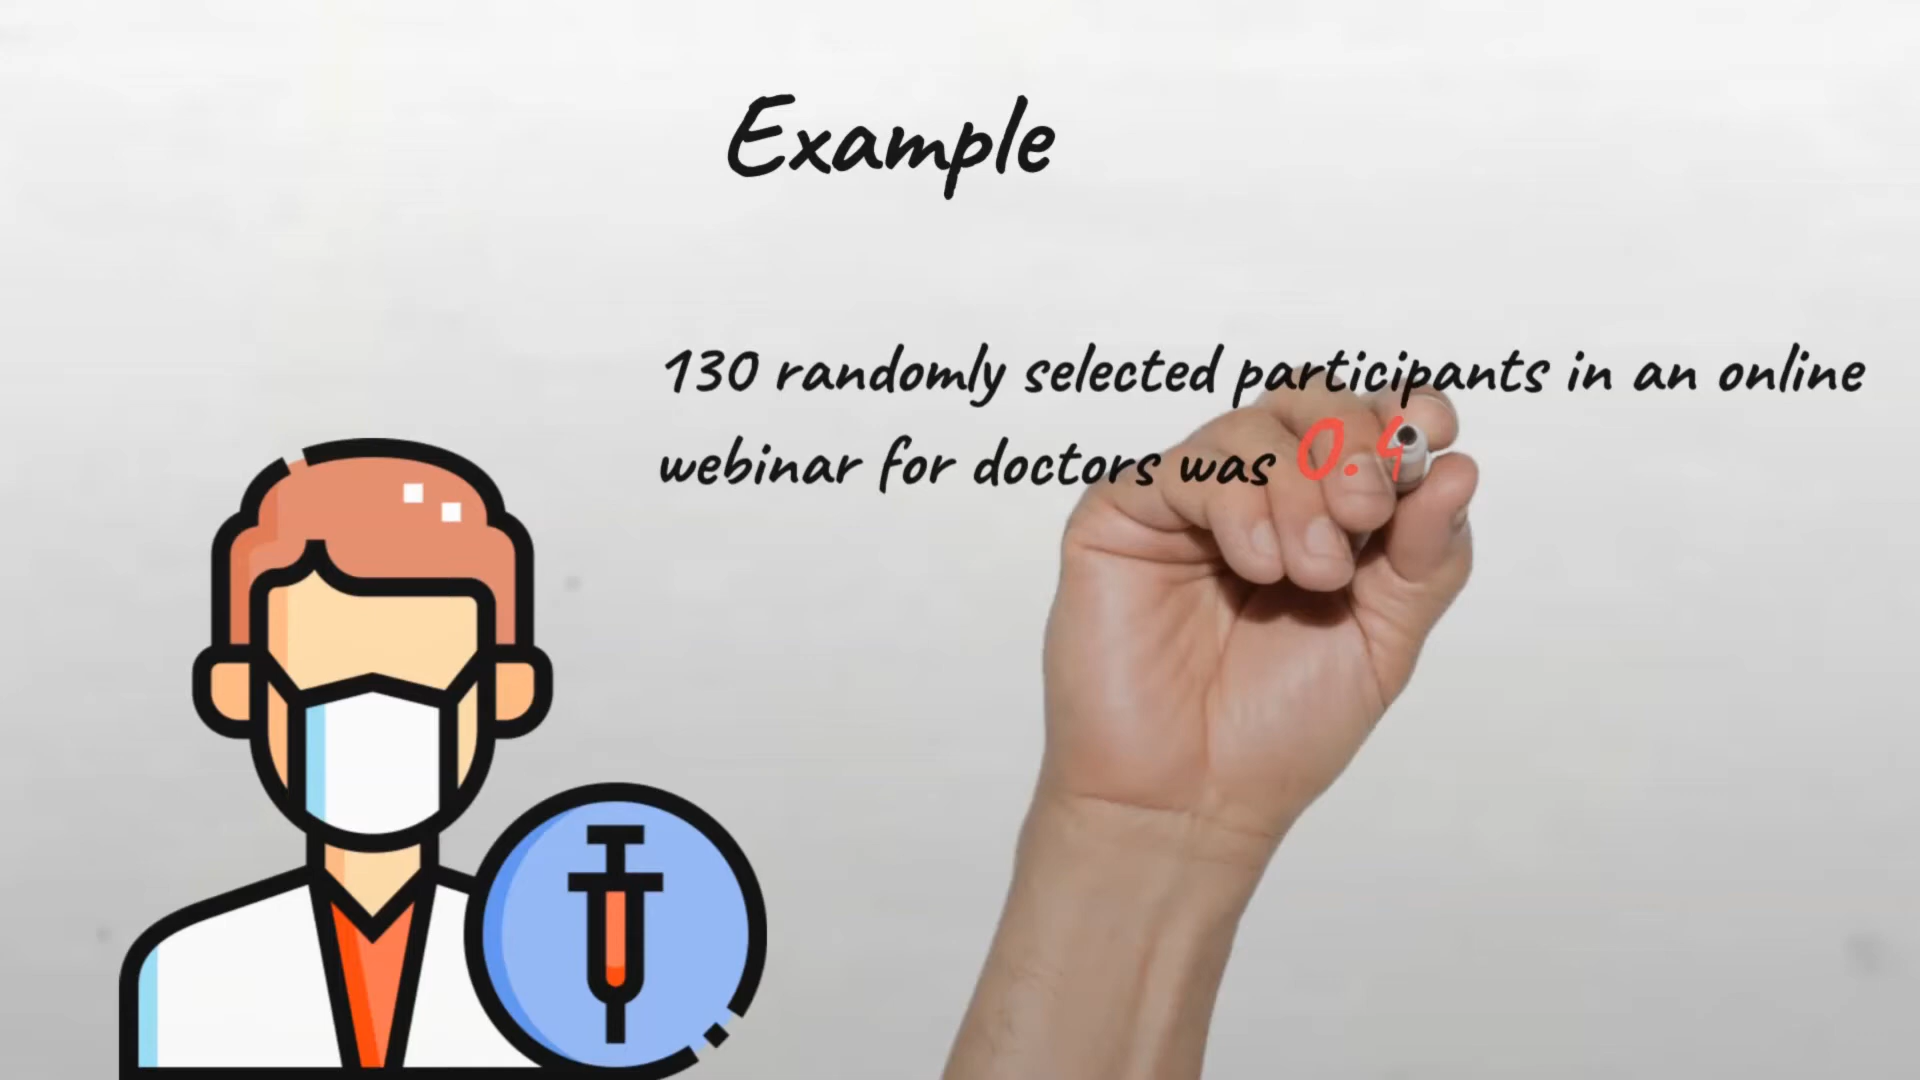 Example
130 randomly selected participants in an online
webinar for doctors was 0.4